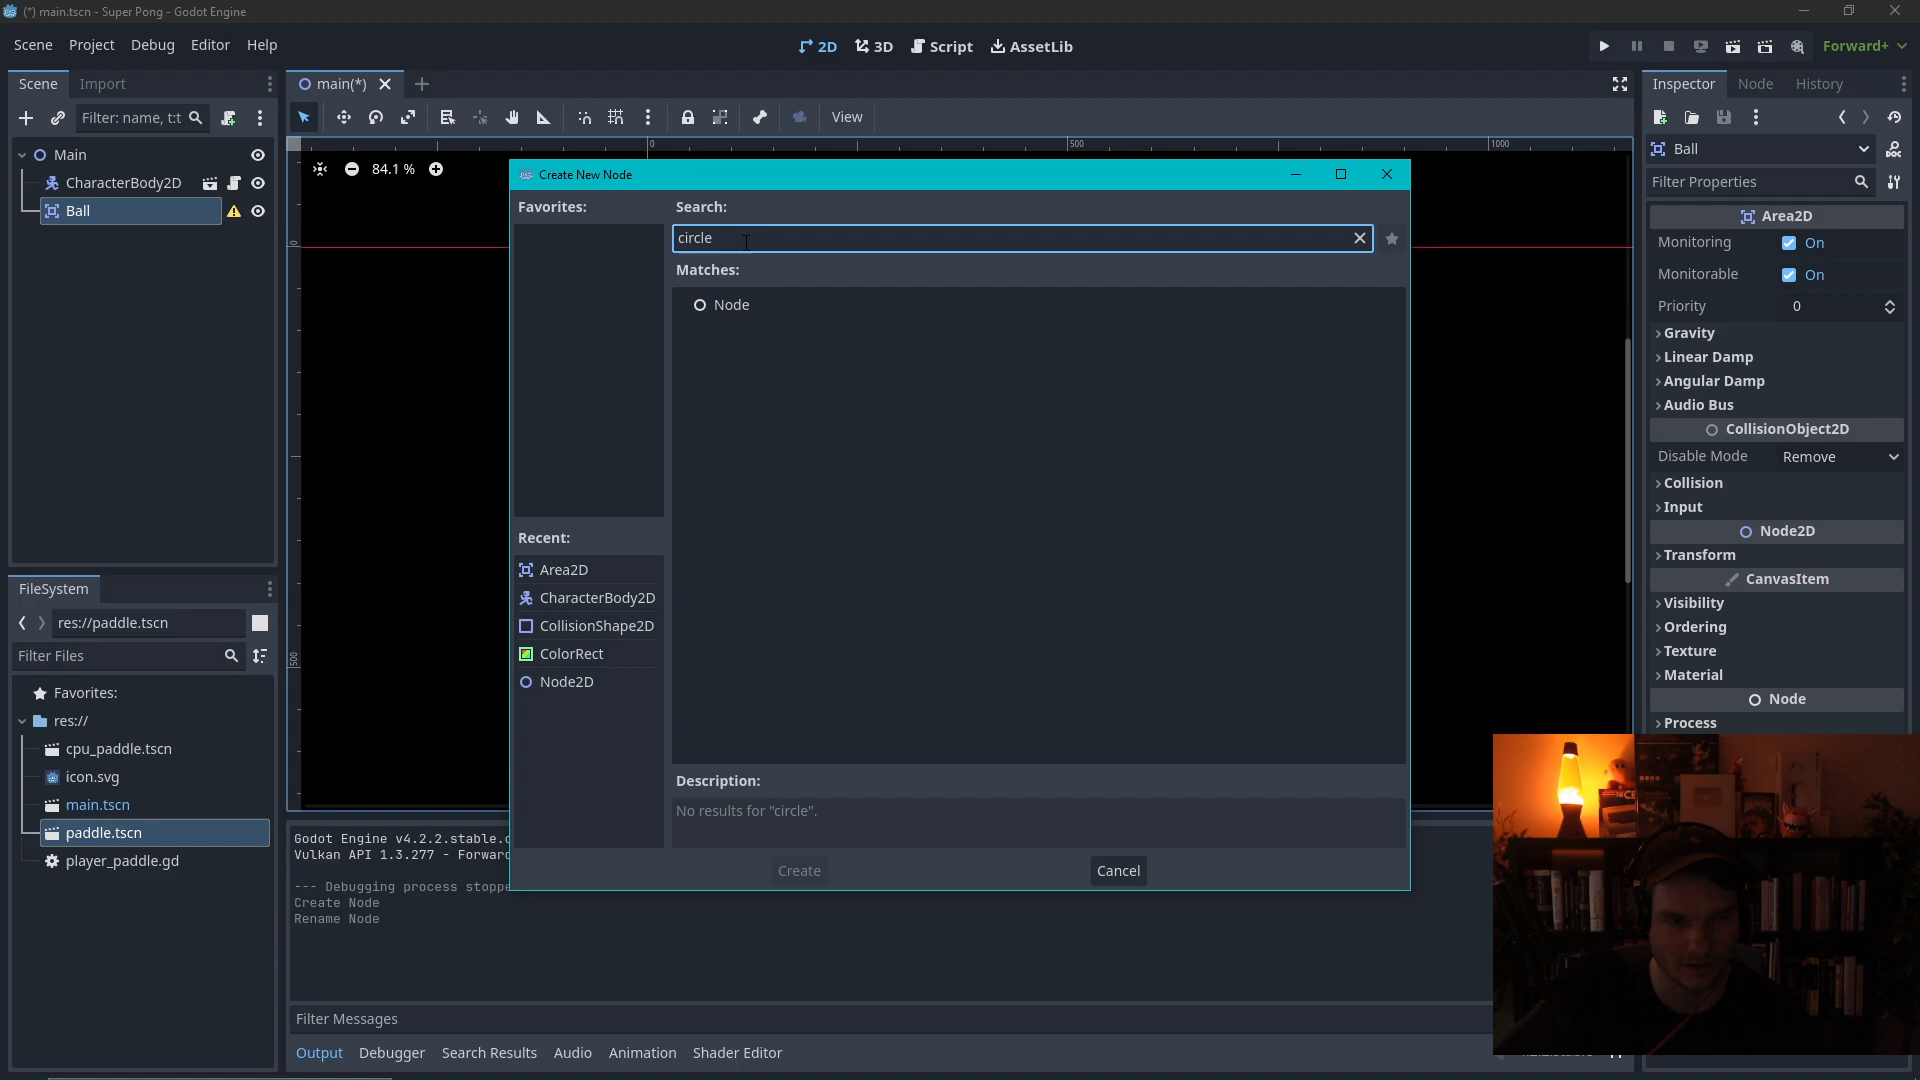 (*) main.tscn - Super Pong - Godot Engine
Scene Project Debug Editor Help
2D 3D Script AssetLib
Forward+
Scene Import
main(*)
Inspector Node History
Filter: name, t:t
View
Main
CharacterBody2D
Ball
0 500 1000
84.1 %
0
500
Create New Node
Favorites:
Search:
circle
Matches:
Node
Recent:
Area2D
CharacterBody2D
CollisionShape2D
ColorRect
Node2D
Description:
No results for "circle".
Create Cancel
Ball
Filter Properties
Area2D
Monitoring On
Monitorable On
Priority 0
Gravity
Linear Damp
Angular Damp
Audio Bus
CollisionObject2D
Disable Mode Remove
Collision
Input
Node2D
Transform
CanvasItem
Visibility
Ordering
Texture
Material
Node
Process
FileSystem
res://paddle.tscn
Filter Files
Favorites:
res://
cpu_paddle.tscn
icon.svg
main.tscn
paddle.tscn
player_paddle.gd
Godot Engine v4.2.2.stable.o
Vulkan API 1.3.277 - Forward
--- Debugging process stoppe
Create Node
Rename Node
Filter Messages
Output Debugger Search Results Audio Animation Shader Editor